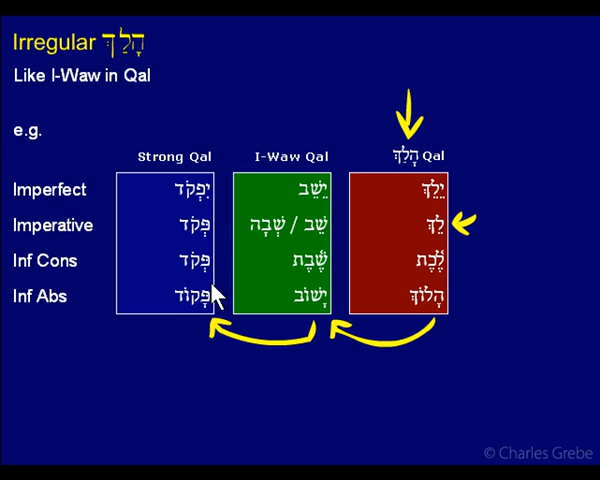 Irregular הָלַךְ
Like I-Waw in Qal
e.g.
Strong Qal I-Waw Qal הָלַךְ Qal
Imperfect יִפְקֹד יֵשֵׁב יֵלֵךְ
Imperative פְּקֹד שֵׁב / שְׁבָה לֵךְ
Inf Cons פְּקֹד שֶׁ֫בֶת לֶ֫כֶת
Inf Abs פָּקוֹד יָשׁוֹב הָלוֹךְ
© Charles Grebe